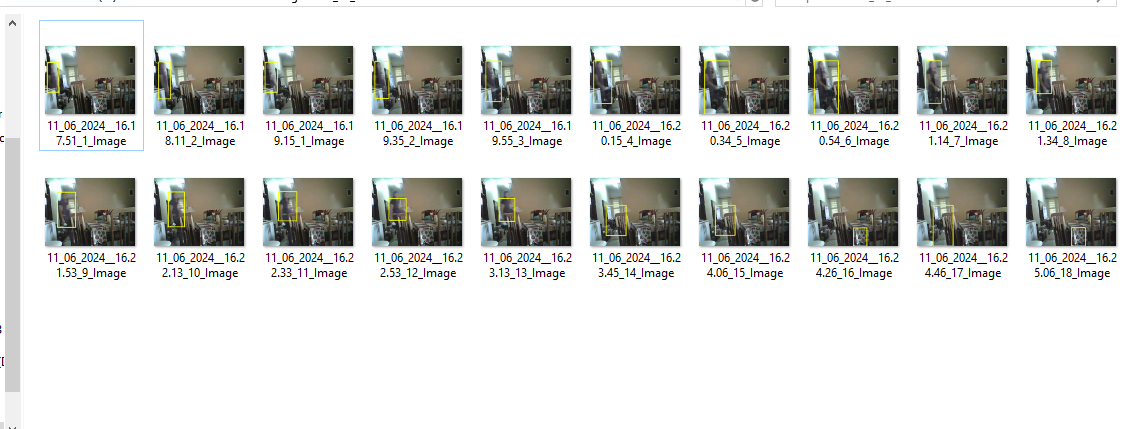 11_06_2024__16.1
7.51_1_Image
11_06_2024__16.1
8.11_2_Image
11_06_2024__16.1
9.15_1_Image
11_06_2024__16.1
9.35_2_Image
11_06_2024__16.1
9.55_3_Image
11_06_2024__16.2
0.15_4_Image
11_06_2024__16.2
0.34_5_Image
11_06_2024__16.2
0.54_6_Image
11_06_2024__16.2
1.14_7_Image
11_06_2024__16.2
1.34_8_Image
11_06_2024__16.2
1.53_9_Image
11_06_2024__16.2
2.13_10_Image
11_06_2024__16.2
2.33_11_Image
11_06_2024__16.2
2.53_12_Image
11_06_2024__16.2
3.13_13_Image
11_06_2024__16.2
3.45_14_Image
11_06_2024__16.2
4.06_15_Image
11_06_2024__16.2
4.26_16_Image
11_06_2024__16.2
4.46_17_Image
11_06_2024__16.2
5.06_18_Image